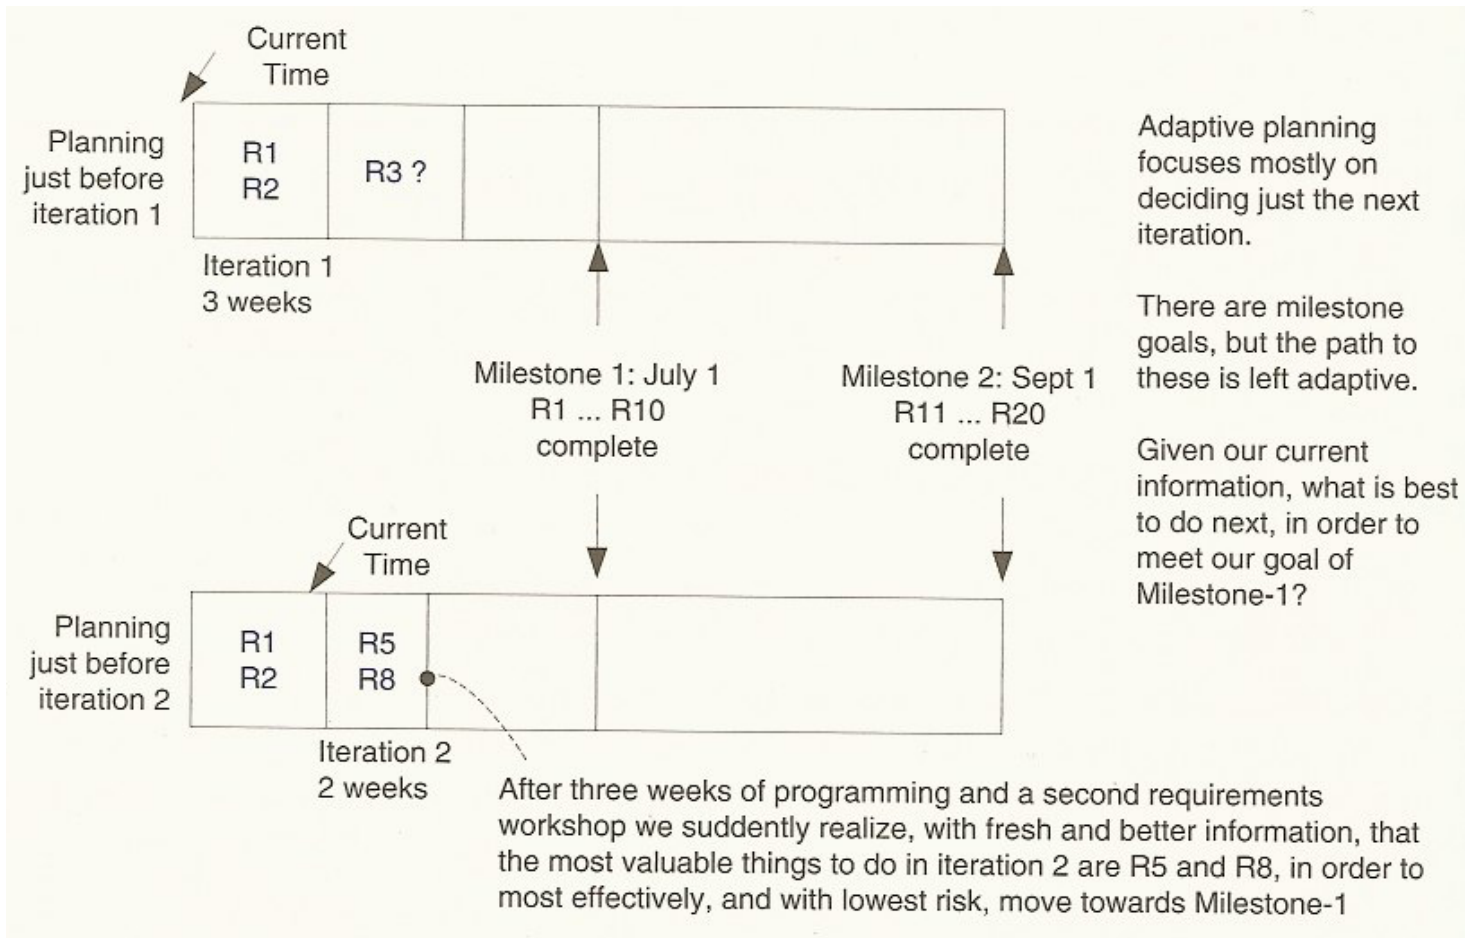 Current
Time
Planning
just before
iteration 1
R1
R2
R3 ?
Iteration 1
3 weeks
Milestone 1: July 1
R1 ... R10
complete
Milestone 2: Sept 1
R11 ... R20
complete
Adaptive planning
focuses mostly on
deciding just the next
iteration.
There are milestone
goals, but the path to
these is left adaptive.
Given our current
information, what is best
to do next, in order to
meet our goal of
Milestone-1?
Current
Time
Planning
just before
iteration 2
R1
R2
R5
R8
Iteration 2
2 weeks
After three weeks of programming and a second requirements
workshop we suddently realize, with fresh and better information, that
the most valuable things to do in iteration 2 are R5 and R8, in order to
most effectively, and with lowest risk, move towards Milestone-1